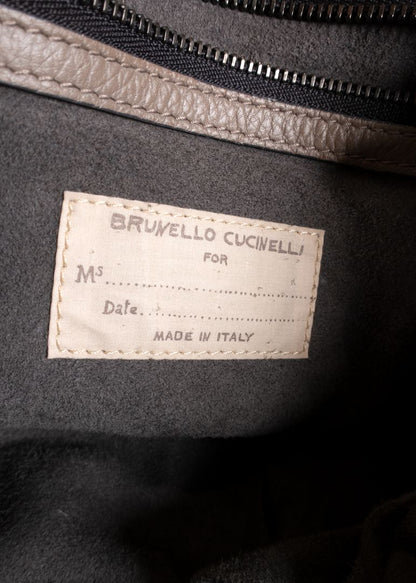 BRUNELLO CUCINELLI
FOR
Ms....................................
Date..............................
MADE IN ITALY